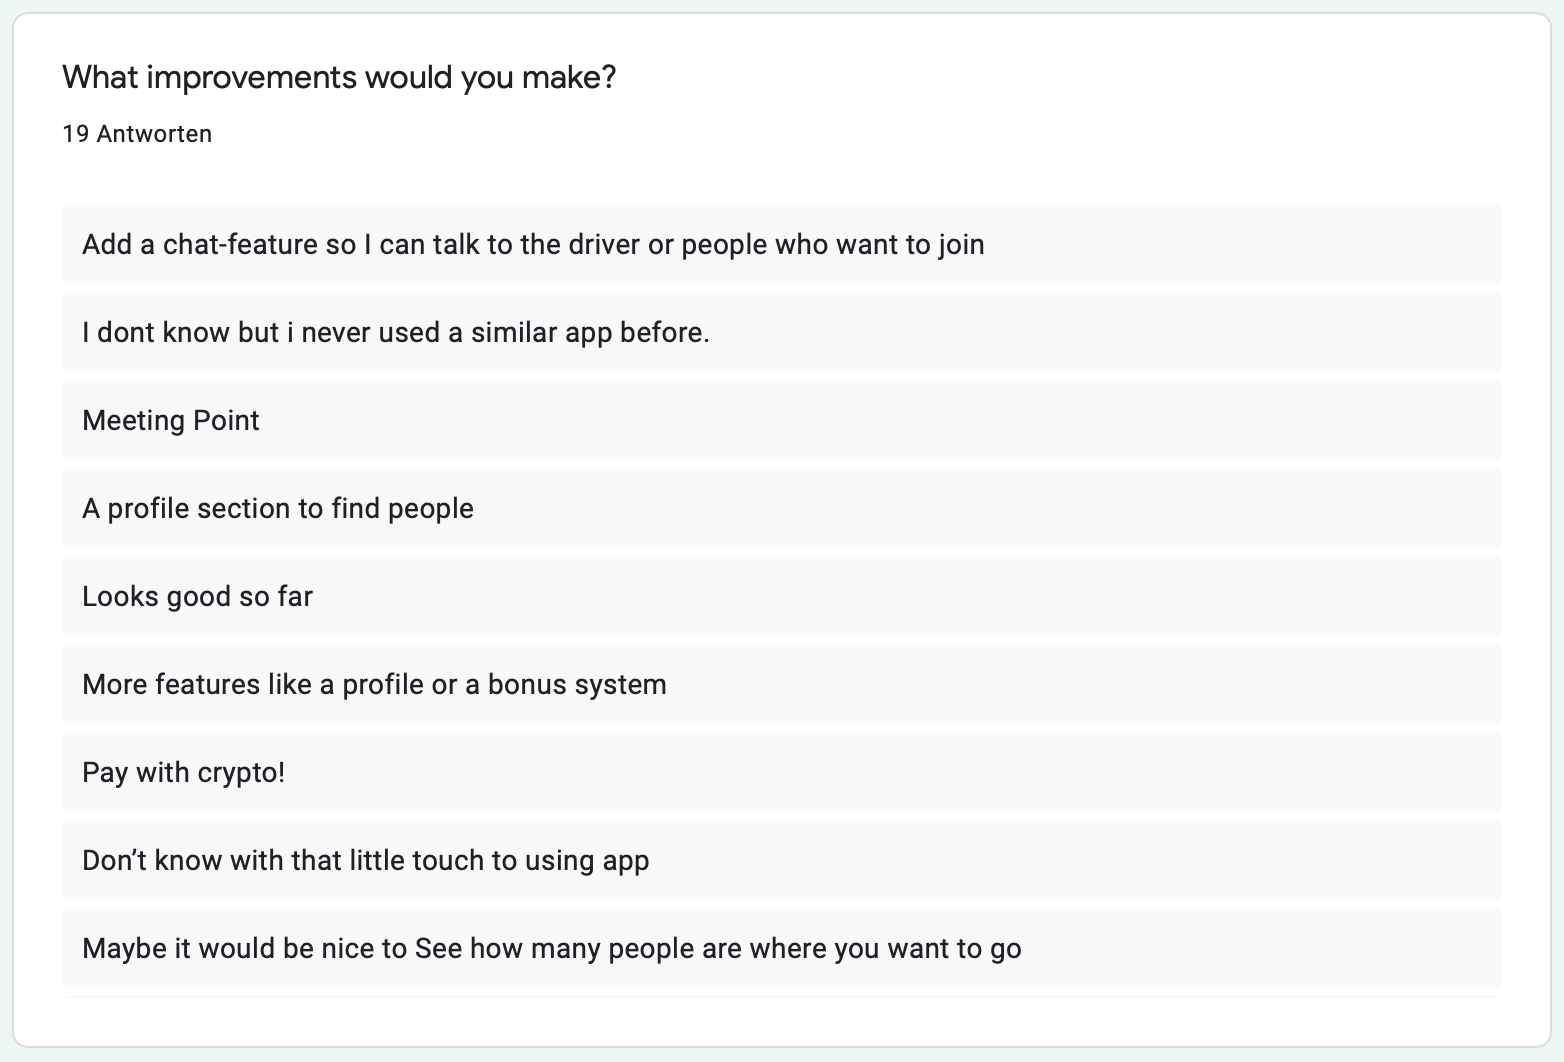 What improvements would you make?
19 Antworten
Add a chat-feature so I can talk to the driver or people who want to join
I dont know but i never used a similar app before.
Meeting Point
A profile section to find people
Looks good so far
More features like a profile or a bonus system
Pay with crypto!
Don’t know with that little touch to using app
Maybe it would be nice to See how many people are where you want to go